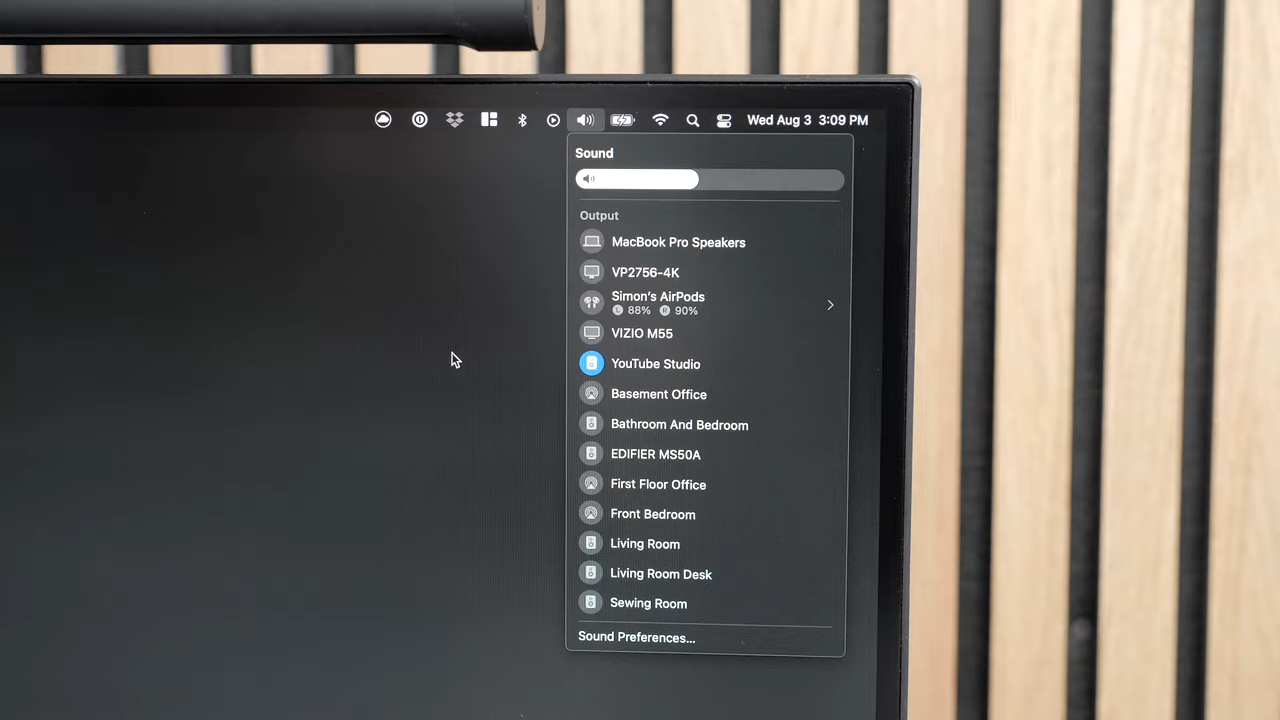 Wed Aug 3 3:09 PM
Sound
Output
MacBook Pro Speakers
VP2756-4K
Simon's AirPods
L 88% R 90%
VIZIO M55
YouTube Studio
Basement Office
Bathroom And Bedroom
EDIFIER MS50A
First Floor Office
Front Bedroom
Living Room
Living Room Desk
Sewing Room
Sound Preferences...